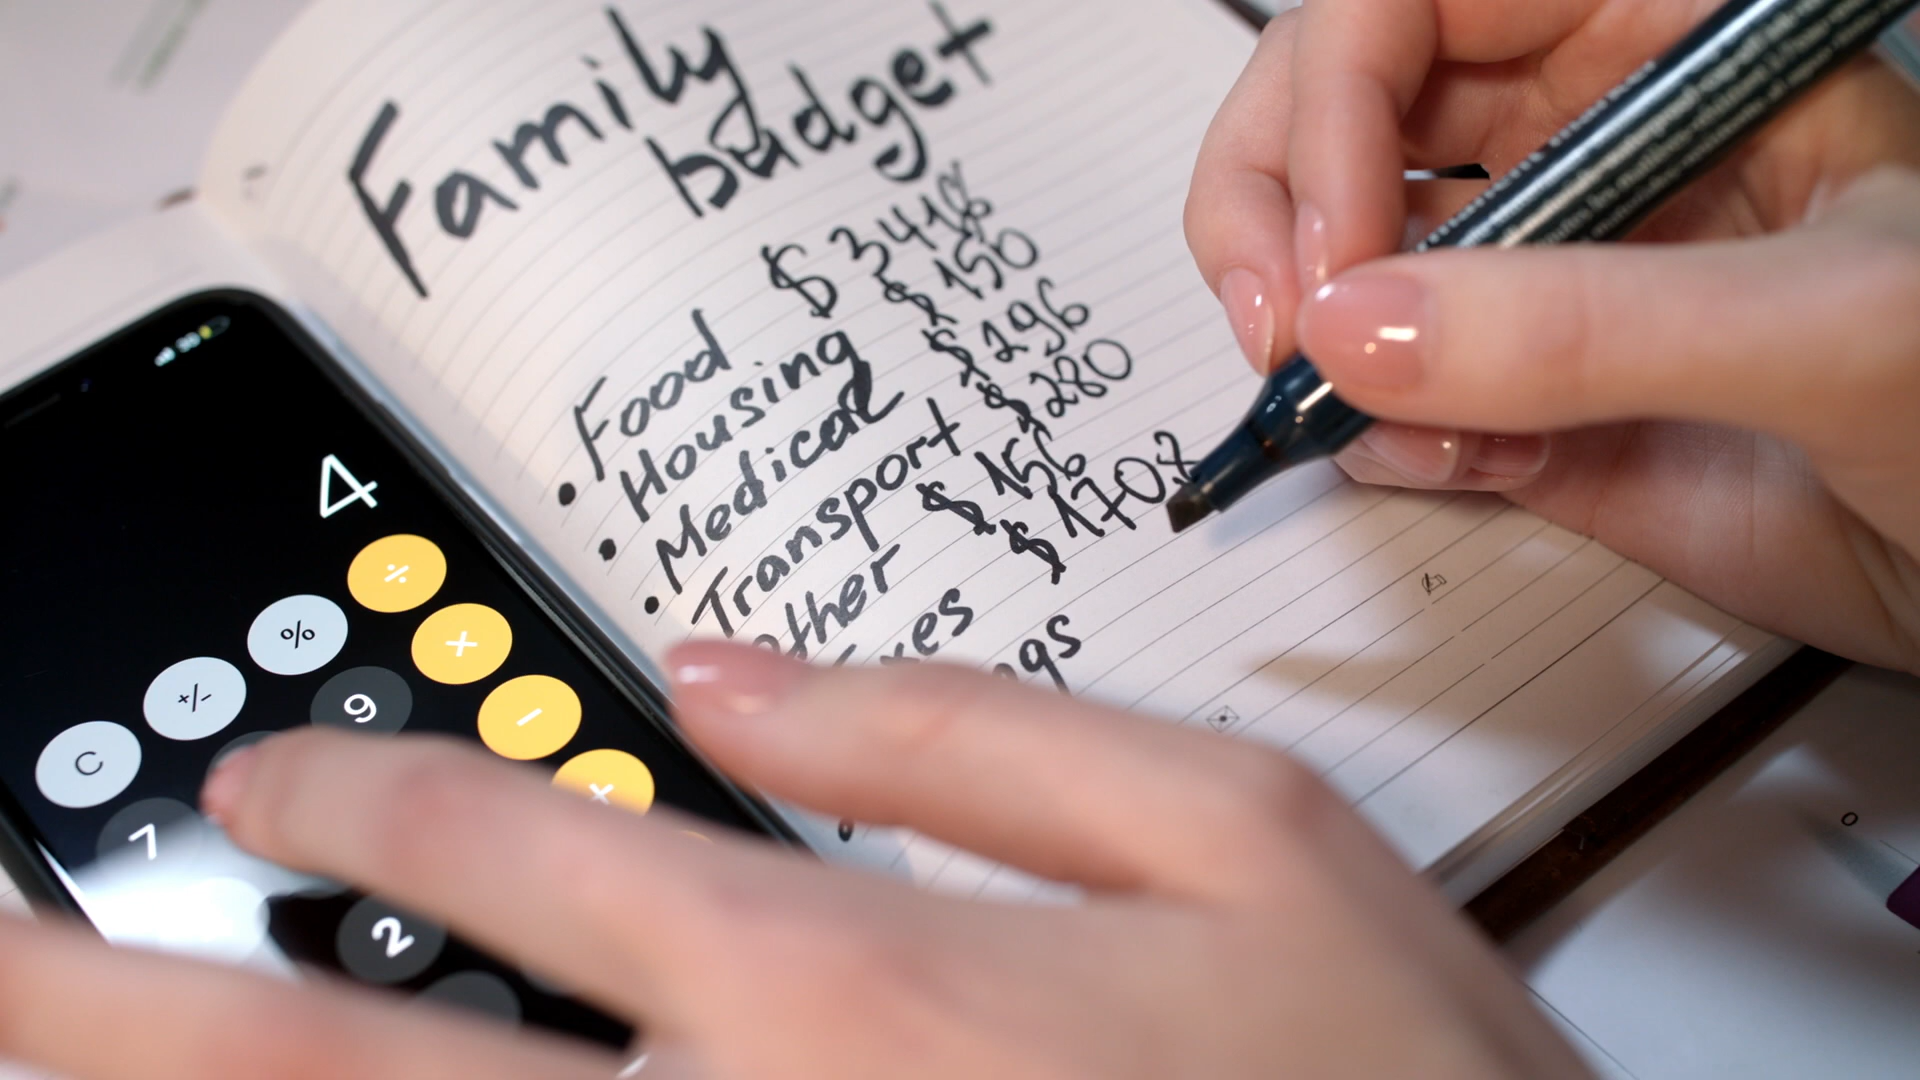 Family
budget
Food $ 3418
Housing $ 150
Medical $ 296
Transport $ 280
other $ 156
$ 1708
4
÷
% ×
+/- 9 −
C +
7
2